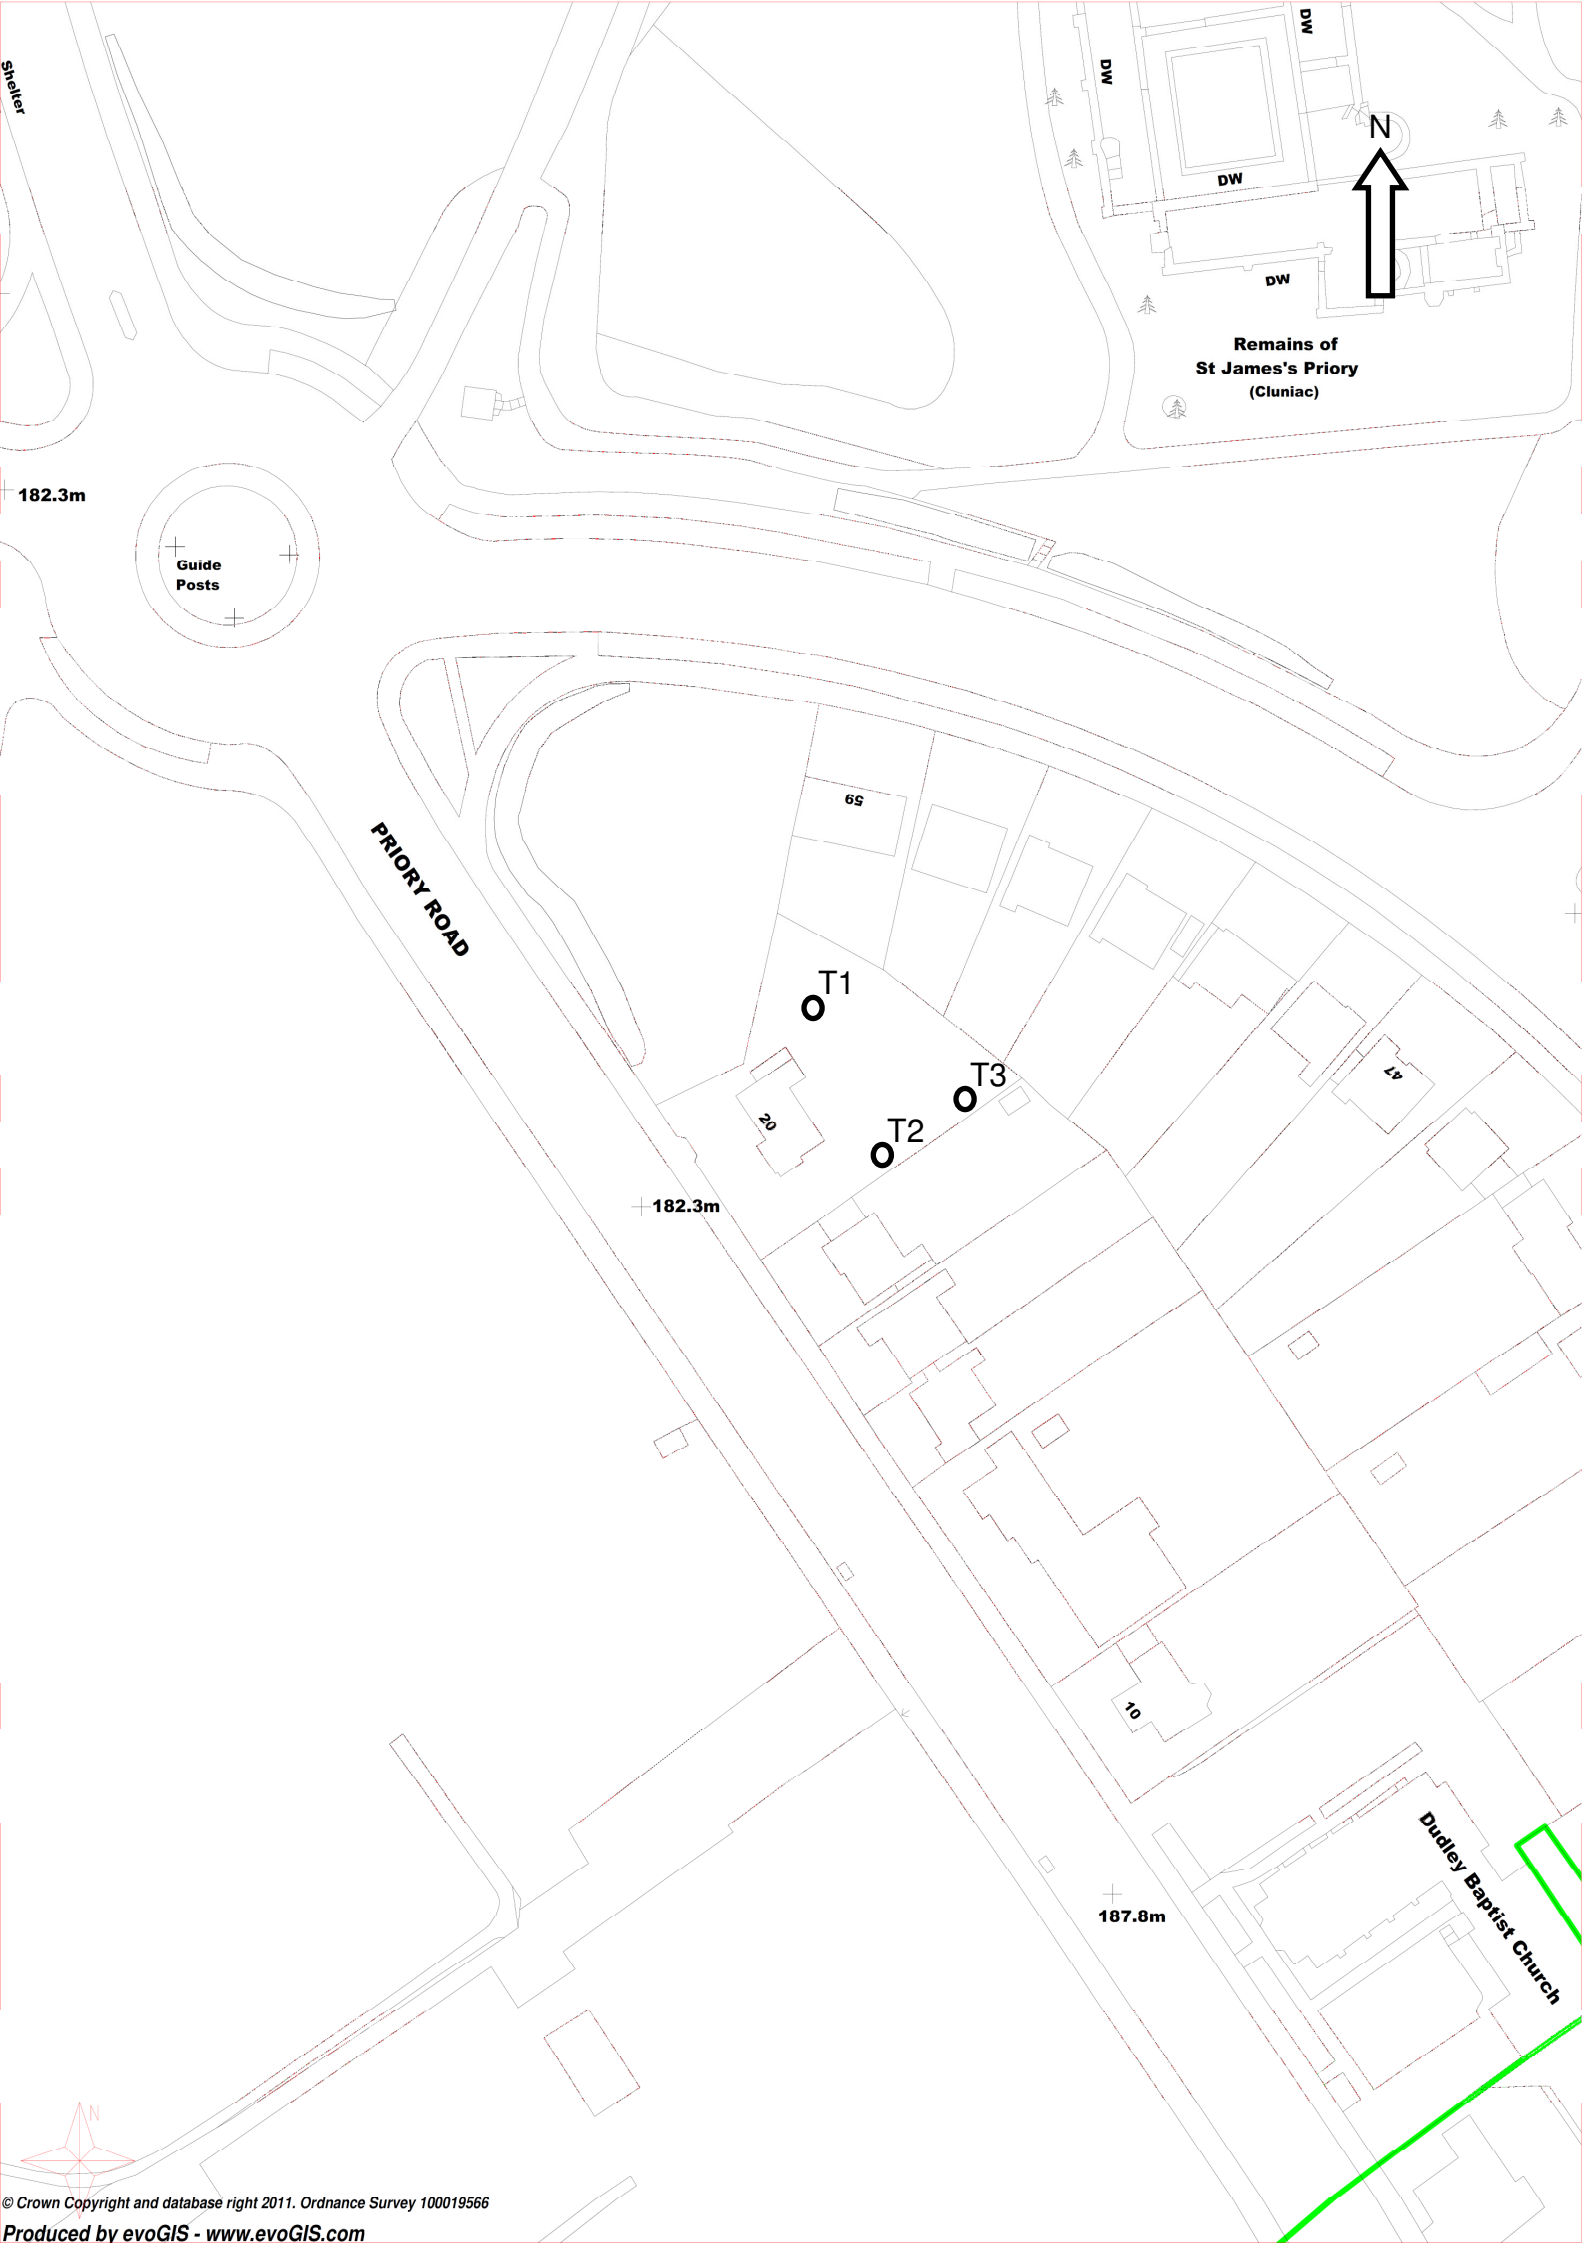 Shelter
DW
DW
N
DW
DW
Remains of
St James's Priory
(Cluniac)
182.3m
Guide
Posts
59
PRIORY ROAD
T1
T3
47
20
T2
182.3m
10
Dudley Baptist Church
187.8m
N
© Crown Copyright and database right 2011. Ordnance Survey 100019566
Produced by evoGIS - www.evoGIS.com